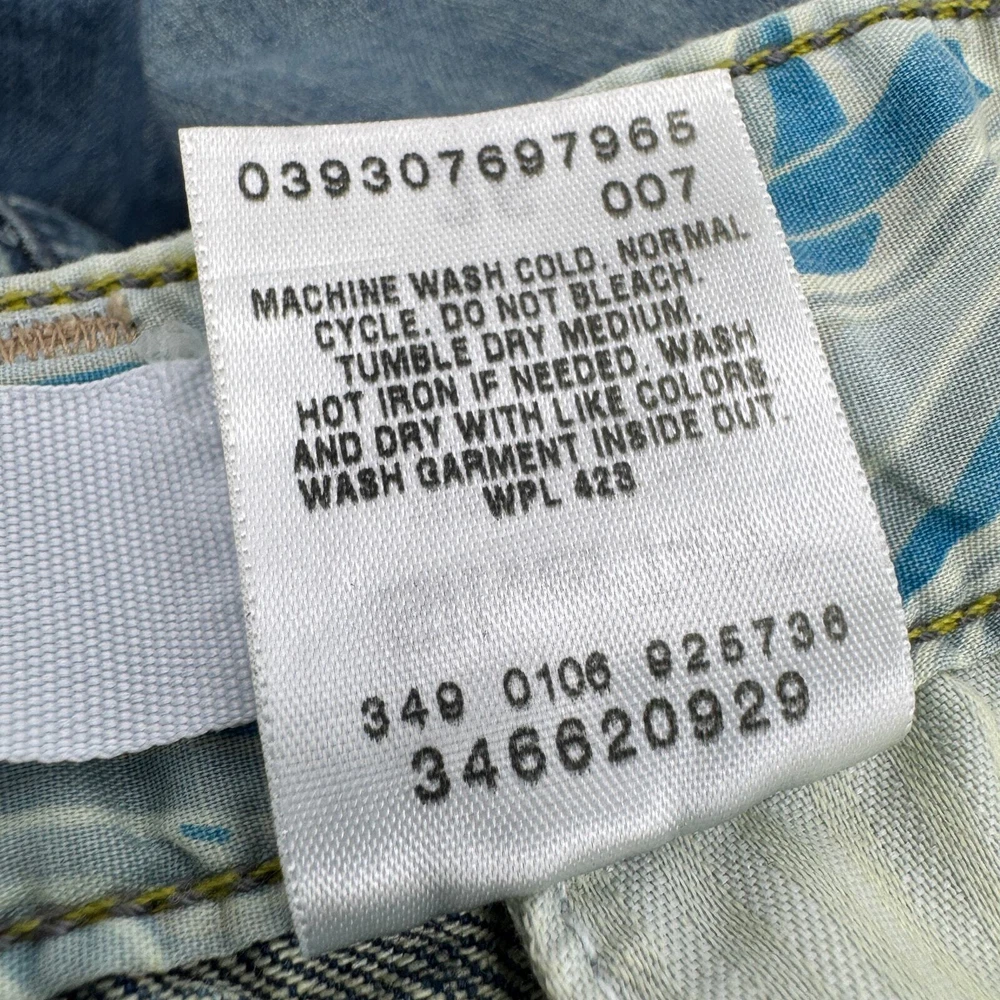 039307697965
007
MACHINE WASH COLD. NORMAL
CYCLE. DO NOT BLEACH.
TUMBLE DRY MEDIUM.
HOT IRON IF NEEDED. WASH
AND DRY WITH LIKE COLORS.
WASH GARMENT INSIDE OUT.
WPL 423
349 0106 925736
346620929